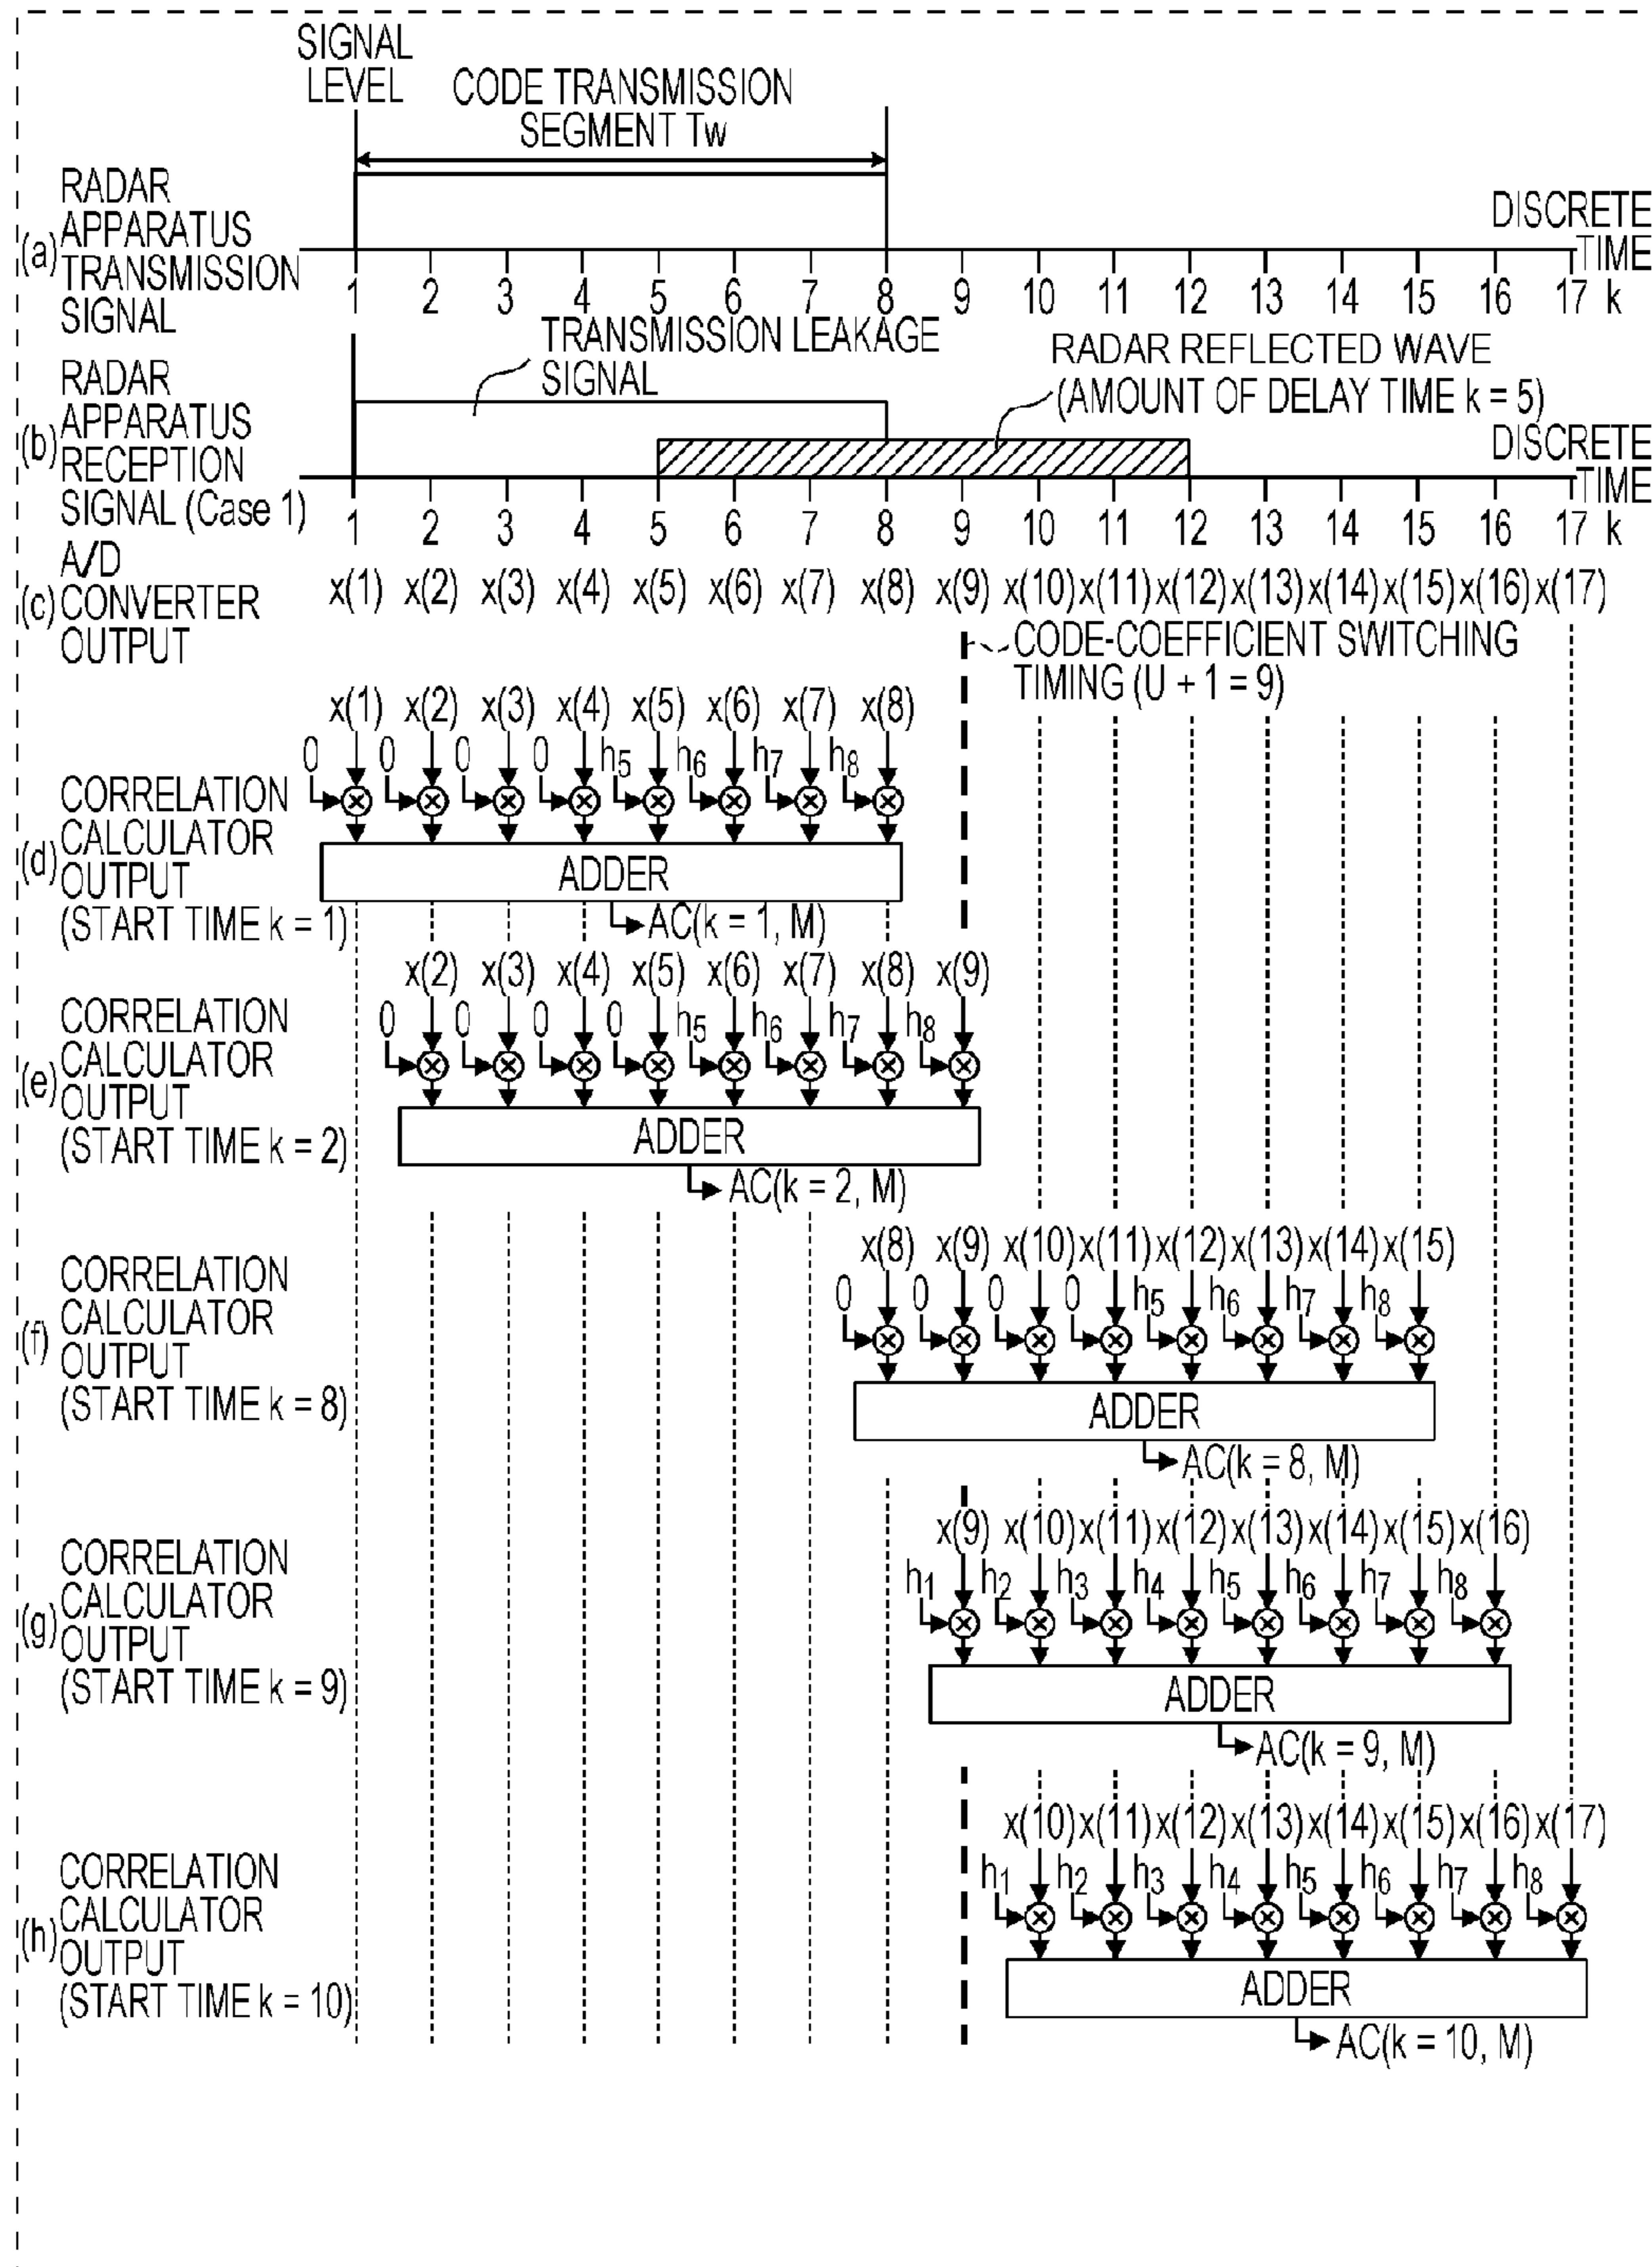 SIGNAL
LEVEL
CODE TRANSMISSION
SEGMENT Tw
(a)
RADAR
APPARATUS
TRANSMISSION
SIGNAL
DISCRETE
TIME
1 2 3 4 5 6 7 8 9 10 11 12 13 14 15 16 17 k
(b)
RADAR
APPARATUS
RECEPTION
SIGNAL (Case 1)
TRANSMISSION LEAKAGE
SIGNAL
RADAR REFLECTED WAVE
(AMOUNT OF DELAY TIME k = 5)
DISCRETE
TIME
1 2 3 4 5 6 7 8 9 10 11 12 13 14 15 16 17 k
(c)
A/D
CONVERTER
OUTPUT
x(1) x(2) x(3) x(4) x(5) x(6) x(7) x(8) x(9) x(10) x(11) x(12) x(13) x(14) x(15) x(16) x(17)
CODE-COEFFICIENT SWITCHING
TIMING (U + 1 = 9)
(d)
CORRELATION
CALCULATOR
OUTPUT
(START TIME k = 1)
x(1) x(2) x(3) x(4) x(5) x(6) x(7) x(8)
0 0 0 0 h5 h6 h7 h8
ADDER
AC(k = 1, M)
(e)
CORRELATION
CALCULATOR
OUTPUT
(START TIME k = 2)
x(2) x(3) x(4) x(5) x(6) x(7) x(8) x(9)
0 0 0 0 h5 h6 h7 h8
ADDER
AC(k = 2, M)
(f)
CORRELATION
CALCULATOR
OUTPUT
(START TIME k = 8)
x(8) x(9) x(10) x(11) x(12) x(13) x(14) x(15)
0 0 0 0 h5 h6 h7 h8
ADDER
AC(k = 8, M)
(g)
CORRELATION
CALCULATOR
OUTPUT
(START TIME k = 9)
x(9) x(10) x(11) x(12) x(13) x(14) x(15) x(16)
h1 h2 h3 h4 h5 h6 h7 h8
ADDER
AC(k = 9, M)
(h)
CORRELATION
CALCULATOR
OUTPUT
(START TIME k = 10)
x(10) x(11) x(12) x(13) x(14) x(15) x(16) x(17)
h1 h2 h3 h4 h5 h6 h7 h8
ADDER
AC(k = 10, M)